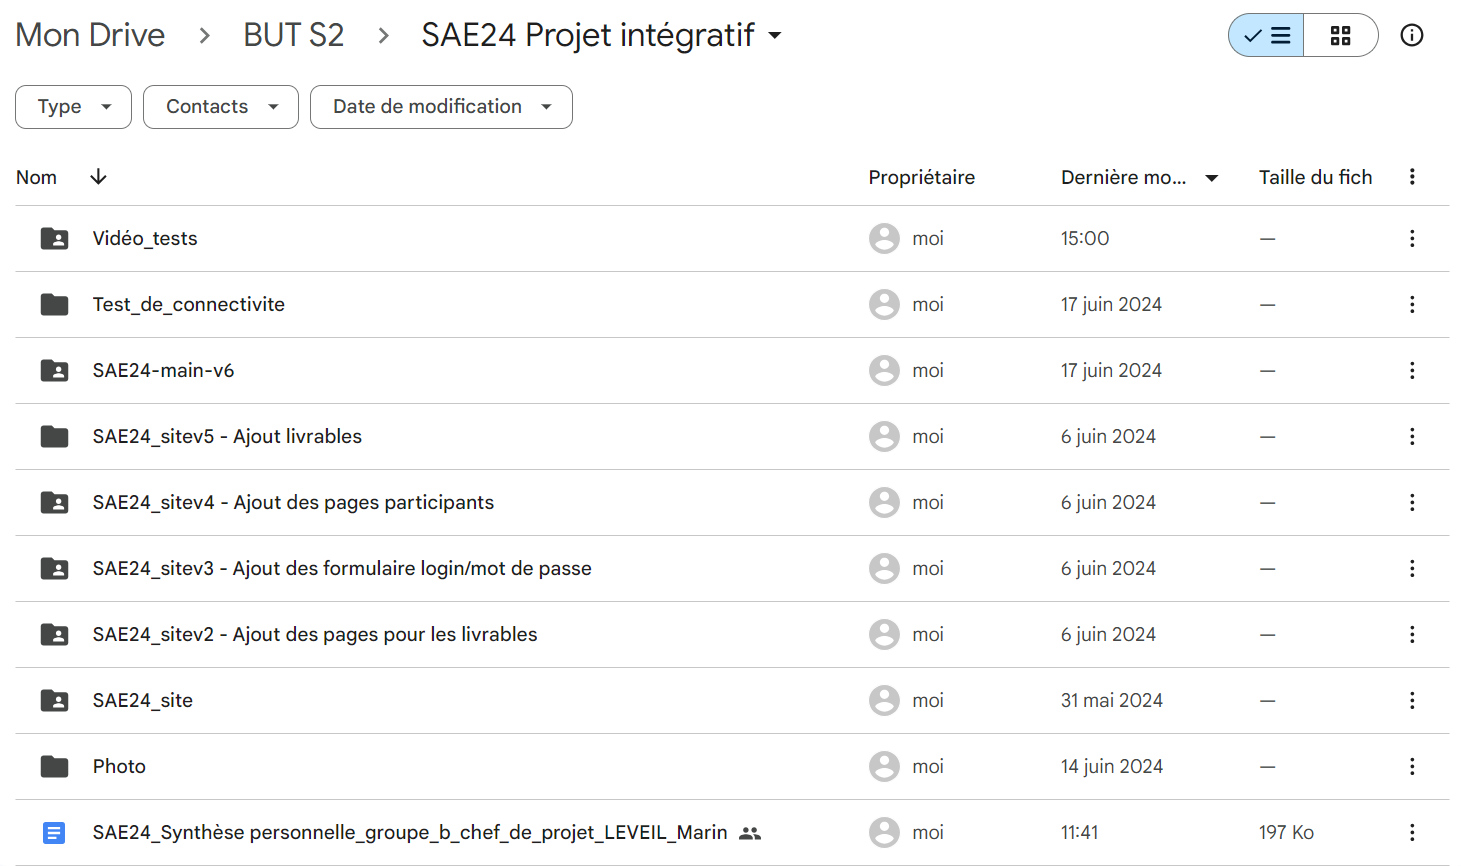 Mon Drive > BUT S2 > SAE24 Projet intégratif
Type Contacts Date de modification
Nom Propriétaire Dernière mo... Taille du fich
Vidéo_tests moi 15:00 —
Test_de_connectivite moi 17 juin 2024 —
SAE24-main-v6 moi 17 juin 2024 —
SAE24_sitev5 - Ajout livrables moi 6 juin 2024 —
SAE24_sitev4 - Ajout des pages participants moi 6 juin 2024 —
SAE24_sitev3 - Ajout des formulaire login/mot de passe moi 6 juin 2024 —
SAE24_sitev2 - Ajout des pages pour les livrables moi 6 juin 2024 —
SAE24_site moi 31 mai 2024 —
Photo moi 14 juin 2024 —
SAE24_Synthèse personnelle_groupe_b_chef_de_projet_LEVEIL_Marin moi 11:41 197 Ko